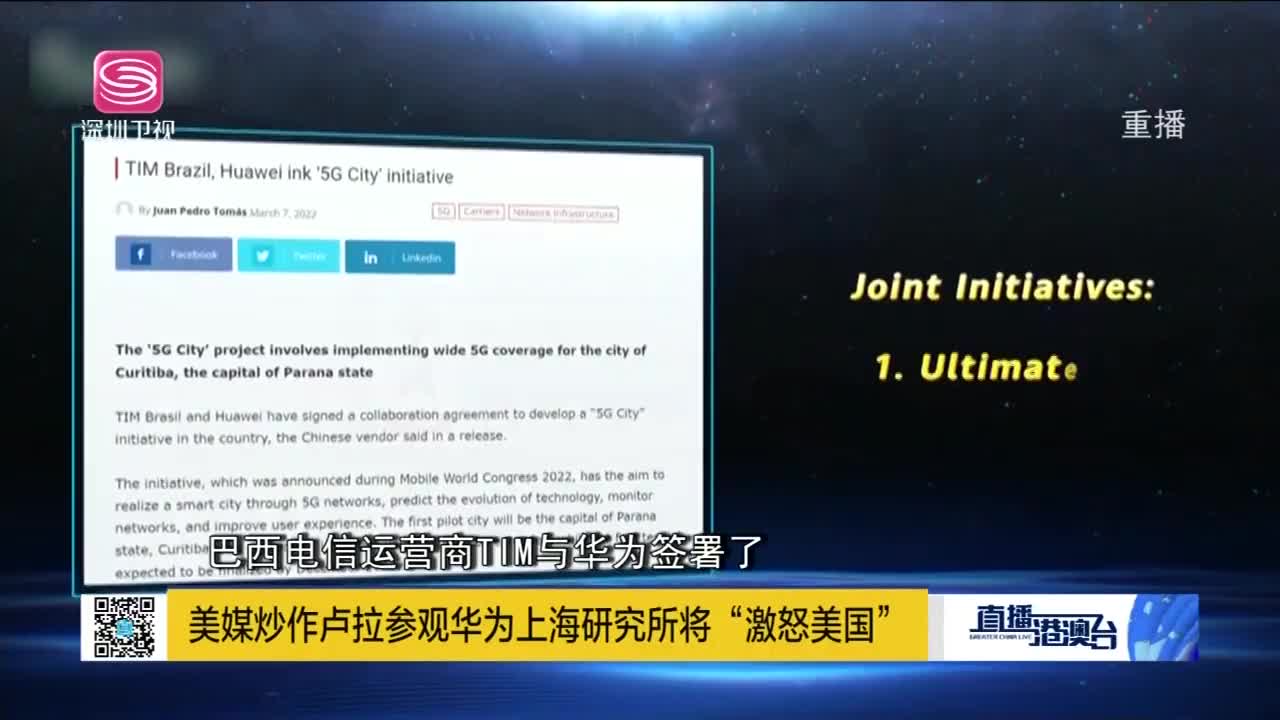 深圳卫视
重播
TIM Brazil, Huawei ink '5G City' initiative
By Juan Pedro Tomás March 7, 2022
5G Carriers Network Infrastructure
Facebook Twitter Linkedin
The '5G City' project involves implementing wide 5G coverage for the city of
Curitiba, the capital of Parana state
TIM Brasil and Huawei have signed a collaboration agreement to develop a "5G City"
initiative in the country, the Chinese vendor said in a release.
The initiative, which was announced during Mobile World Congress 2022, has the aim to
realize a smart city through 5G networks, predict the evolution of technology, monitor
networks, and improve user experience. The first pilot city will be the capital of Parana
state, Curitiba
expected to be finalized by
Joint Initiatives:
1. Ultimate
巴西电信运营商TIM与华为签署了
美媒炒作卢拉参观华为上海研究所将“激怒美国”
直播港澳台
GREATER CHINA LIVE